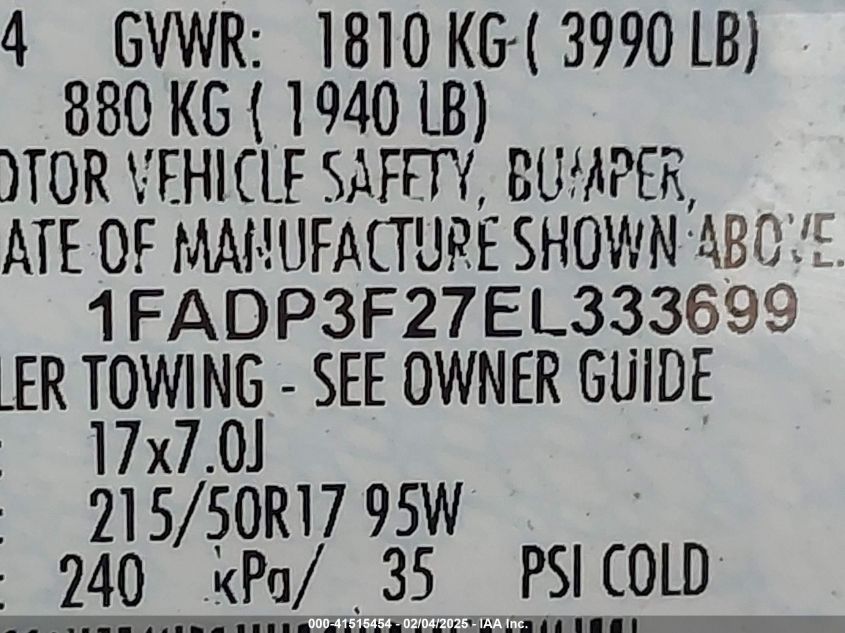 4 GVWR: 1810 KG ( 3990 LB)
880 KG ( 1940 LB)
OTOR VEHICLE SAFETY, BUMPER,
ATE OF MANUFACTURE SHOWN ABOVE.
1FADP3F27EL333699
LER TOWING - SEE OWNER GUIDE
: 17x7.0J
: 215/50R17 95W
: 240 kPa/ 35 PSI COLD
000-41515454 - 02/04/2025 - IAA Inc.